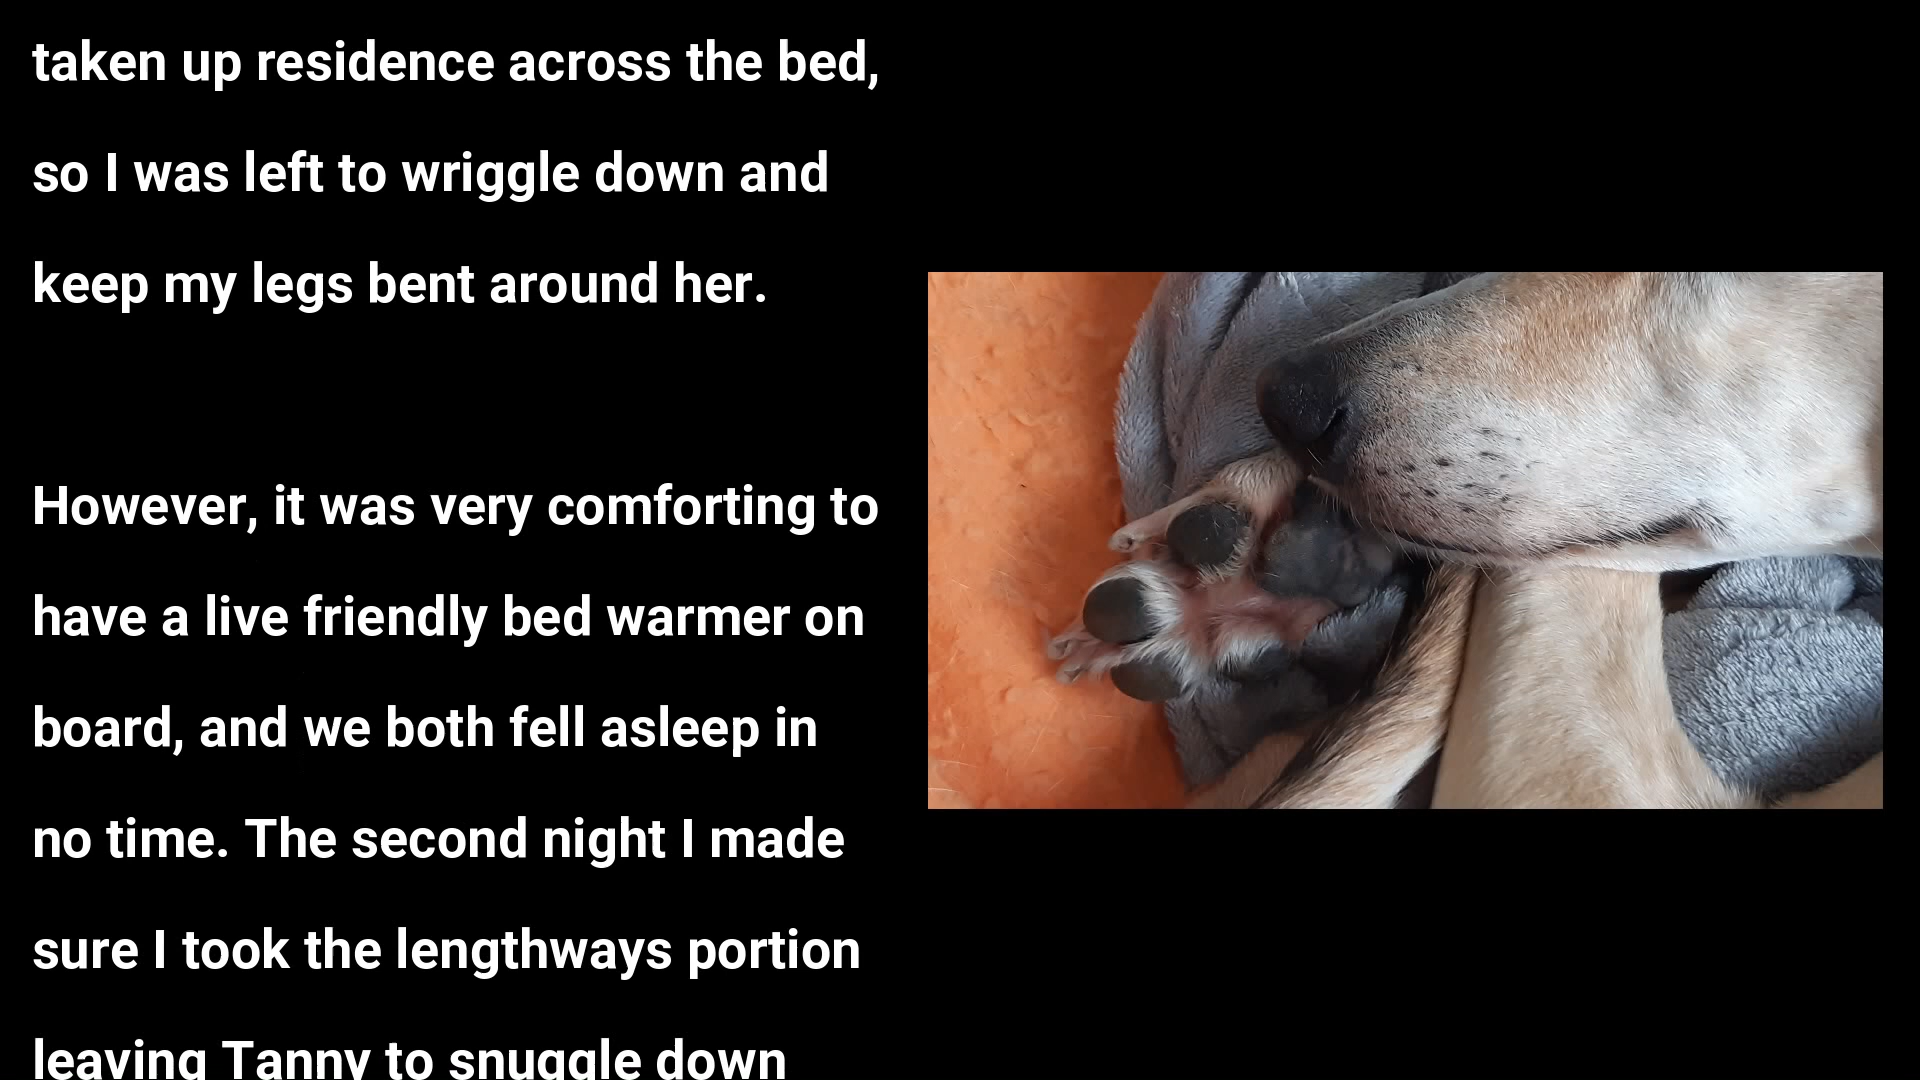 taken up residence across the bed,
so I was left to wriggle down and
keep my legs bent around her.
However, it was very comforting to
have a live friendly bed warmer on
board, and we both fell asleep in
no time. The second night I made
sure I took the lengthways portion
leaving Tanny to snuggle down